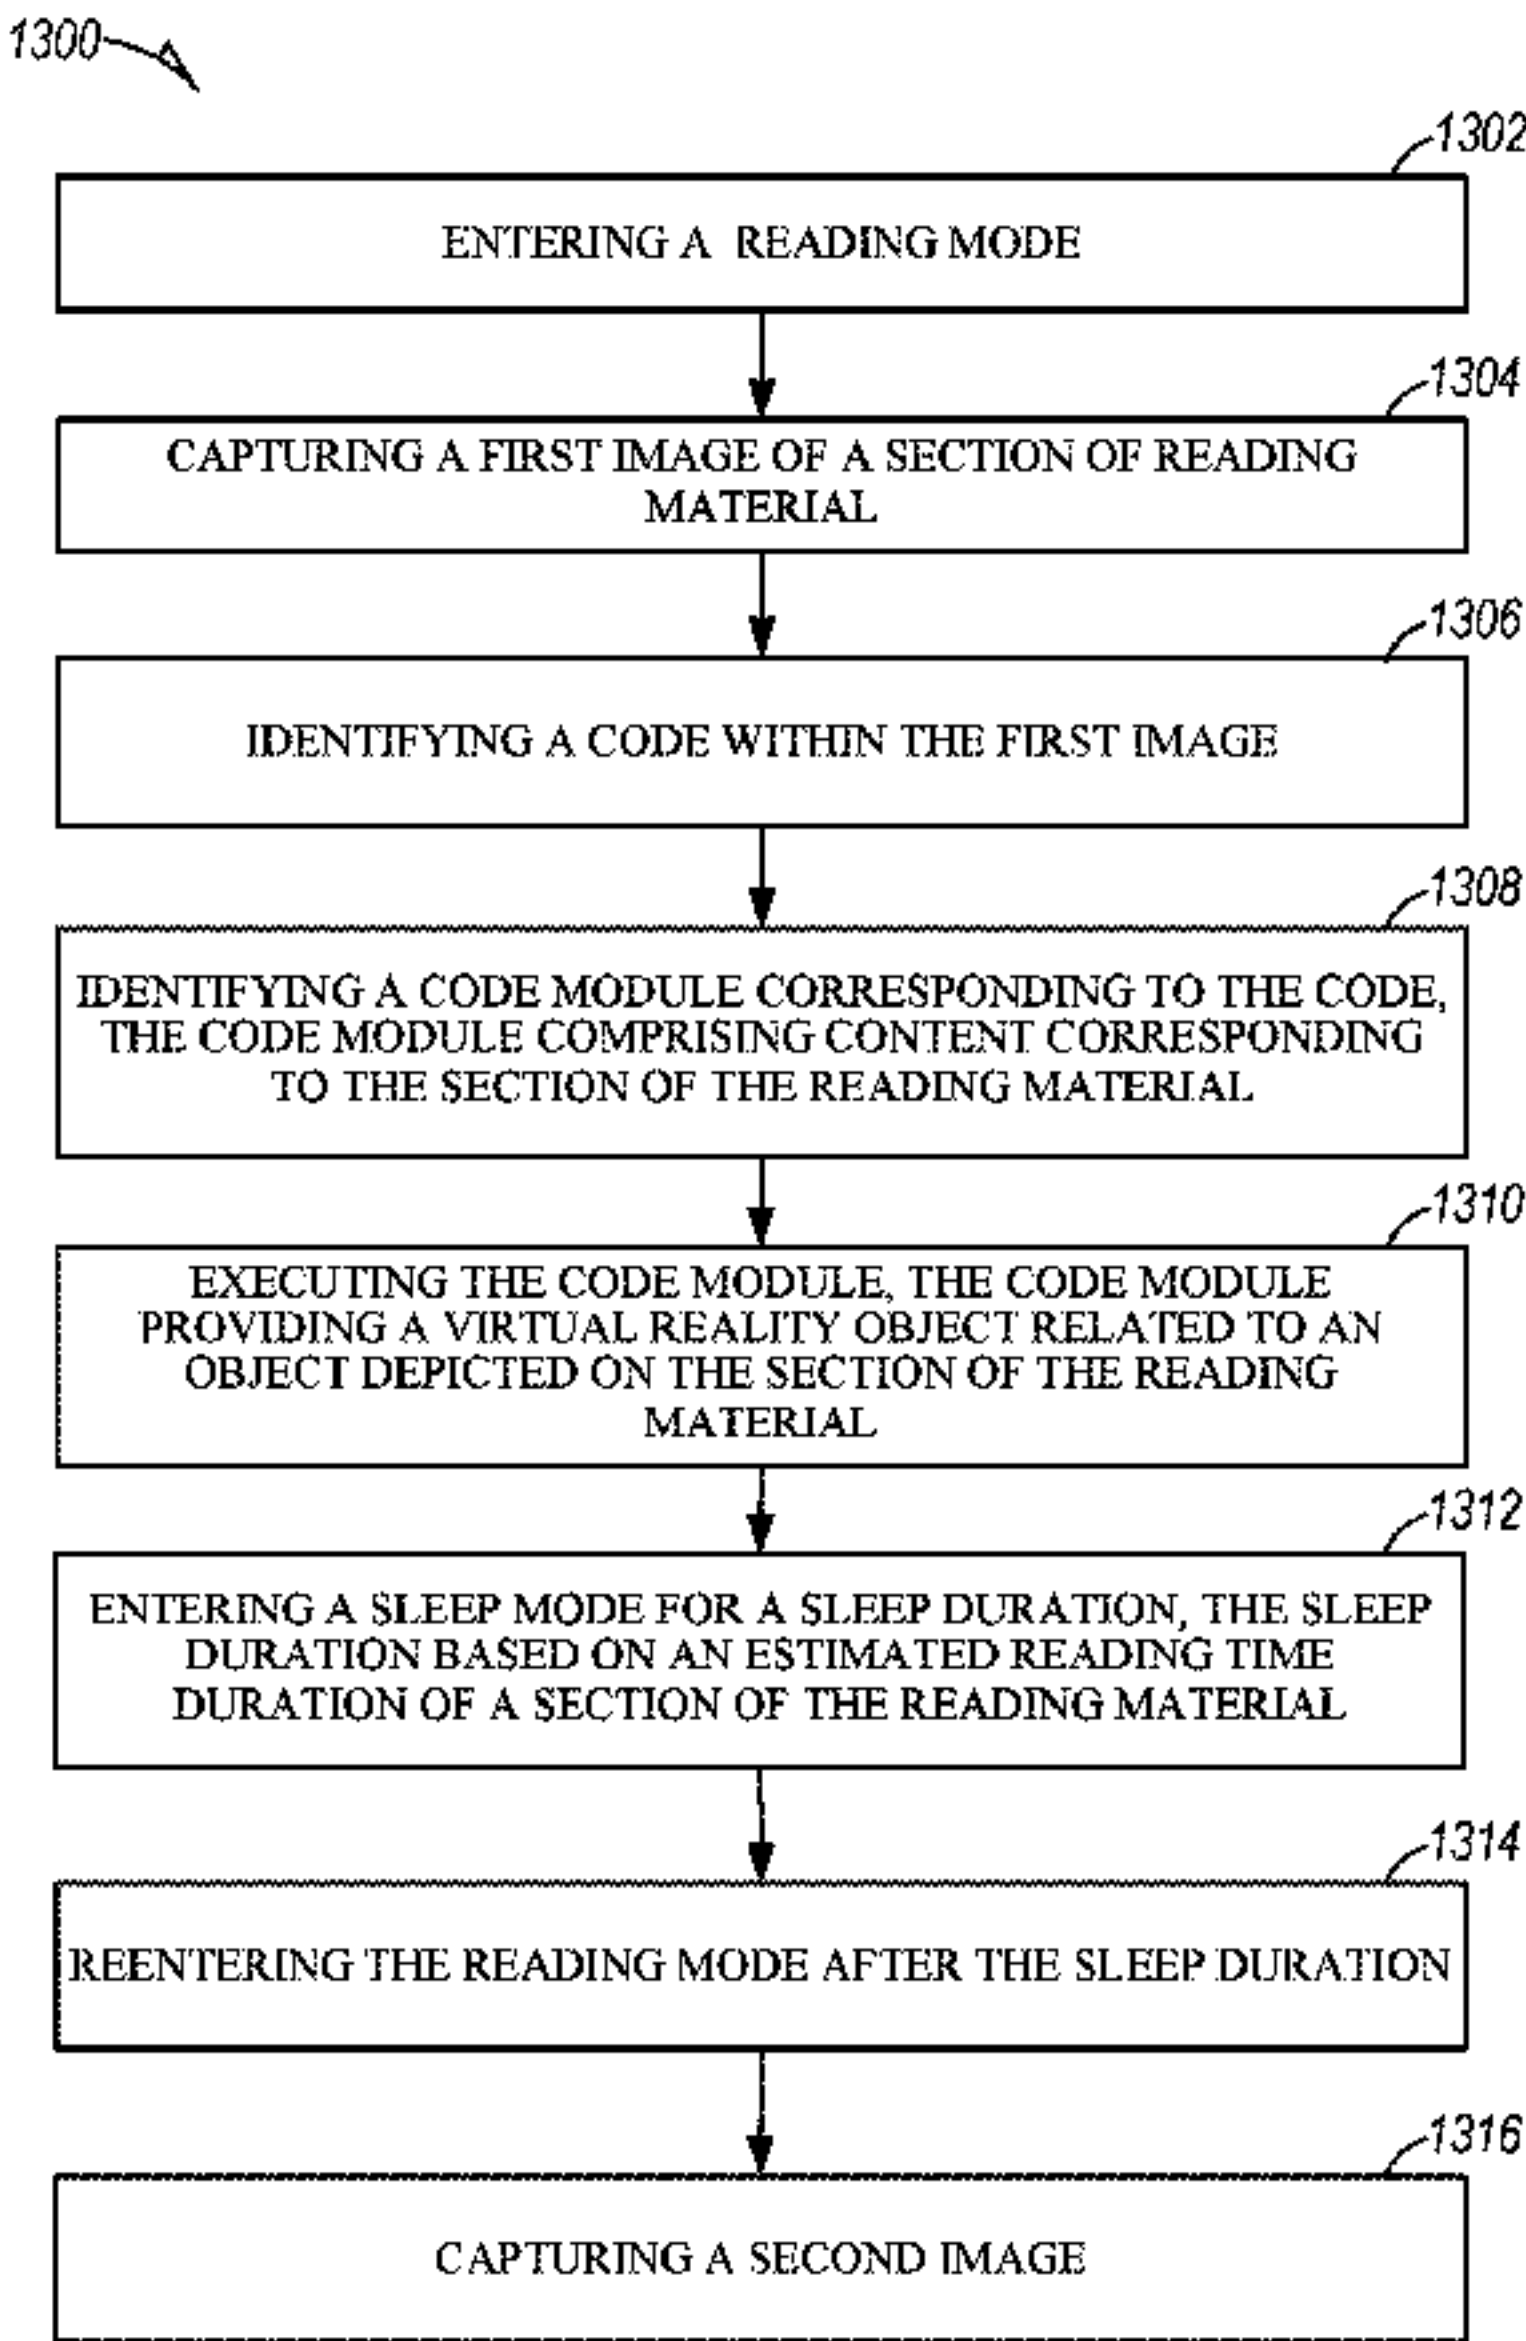 1300
1302
ENTERING A READING MODE
1304
CAPTURING A FIRST IMAGE OF A SECTION OF READING
MATERIAL
1306
IDENTIFYING A CODE WITHIN THE FIRST IMAGE
1308
IDENTIFYING A CODE MODULE CORRESPONDING TO THE CODE,
THE CODE MODULE COMPRISING CONTENT CORRESPONDING
TO THE SECTION OF THE READING MATERIAL
1310
EXECUTING THE CODE MODULE, THE CODE MODULE
PROVIDING A VIRTUAL REALITY OBJECT RELATED TO AN
OBJECT DEPICTED ON THE SECTION OF THE READING
MATERIAL
1312
ENTERING A SLEEP MODE FOR A SLEEP DURATION, THE SLEEP
DURATION BASED ON AN ESTIMATED READING TIME
DURATION OF A SECTION OF THE READING MATERIAL
1314
REENTERING THE READING MODE AFTER THE SLEEP DURATION
1316
CAPTURING A SECOND IMAGE